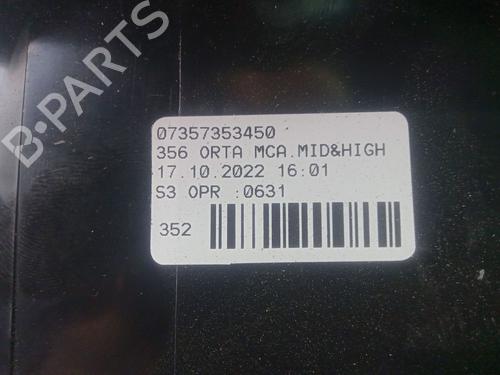 B-PARTS
07357353450
356 ORTA MCA.MID&HIGH
17.10.2022 16:01
S3 OPR :0631
352